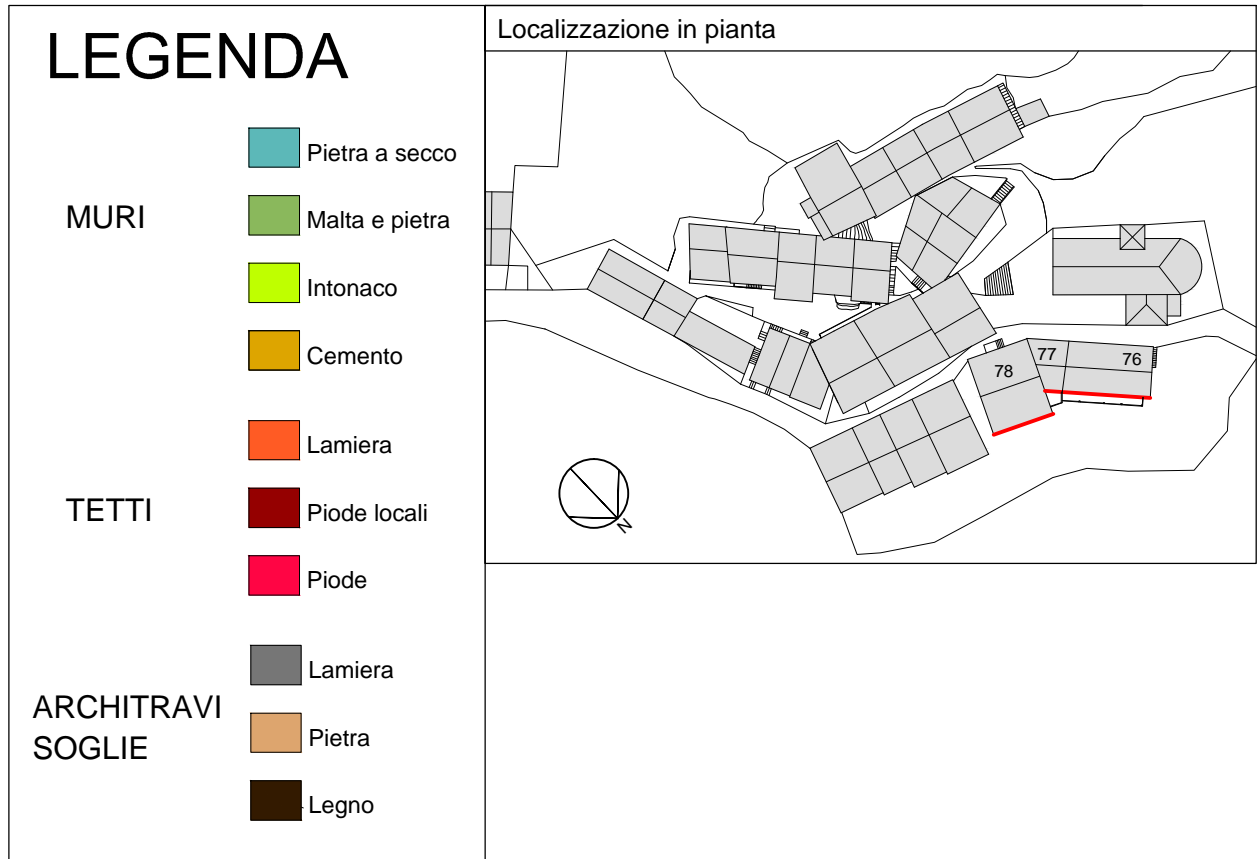 LEGENDA
MURI
Pietra a secco
Malta e pietra
Intonaco
Cemento
TETTI
Lamiera
Piode locali
Piode
ARCHITRAVI
SOGLIE
Lamiera
Pietra
Legno
Localizzazione in pianta
77
76
78
N